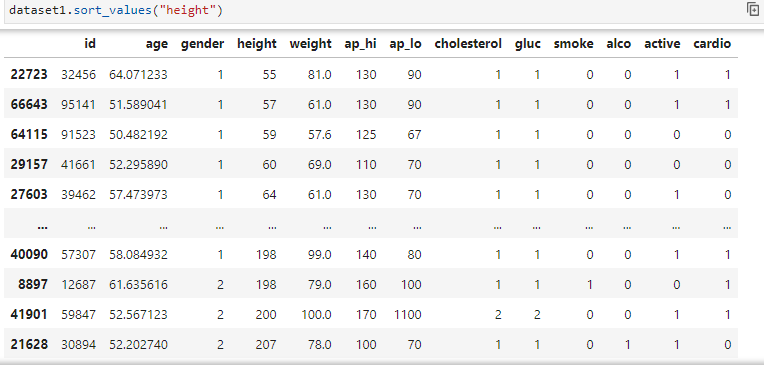 dataset1.sort_values("height")
id age gender height weight ap_hi ap_lo cholesterol gluc smoke alco active cardio
22723 32456 64.071233 1 55 81.0 130 90 1 1 0 0 1 1
66643 95141 51.589041 1 57 61.0 130 90 1 1 0 0 1 1
64115 91523 50.482192 1 59 57.6 125 67 1 1 0 0 0 0
29157 41661 52.295890 1 60 69.0 110 70 1 1 0 0 0 0
27603 39462 57.473973 1 64 61.0 130 70 1 1 0 0 1 0
... ... ... ... ... ... ... ... ... ... ... ... ... ...
40090 57307 58.084932 1 198 99.0 140 80 1 1 0 0 1 1
8897 12687 61.635616 2 198 79.0 160 100 1 1 1 0 0 1
41901 59847 52.567123 2 200 100.0 170 1100 2 2 0 0 1 1
21628 30894 52.202740 2 207 78.0 100 70 1 1 0 1 1 0